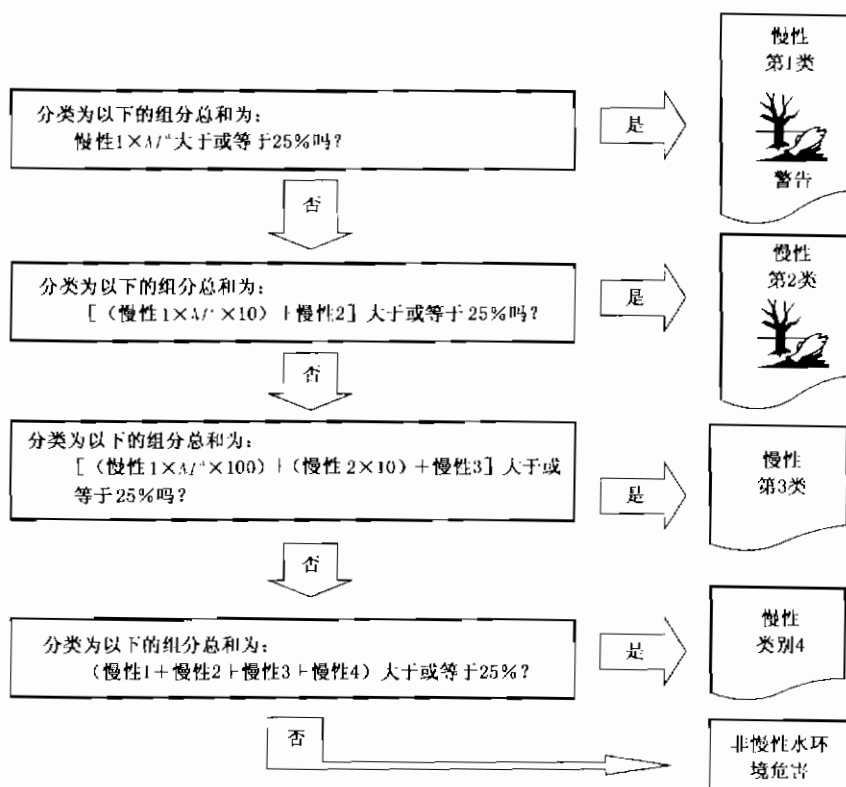 分类为以下的组分总和为：
慢性1×M^a大于或等于25%吗？
是
慢性
第1类
警告
否
分类为以下的组分总和为：
[（慢性1×M^a×10）+慢性2] 大于或等于25%吗？
是
慢性
第2类
否
分类为以下的组分总和为：
[（慢性1×M^a×100）+（慢性2×10）+慢性3] 大于或
等于25%吗？
是
慢性
第3类
否
分类为以下的组分总和为：
（慢性1+慢性2+慢性3+慢性4）大于或等于25%？
是
慢性
类别4
否
非慢性水环
境危害